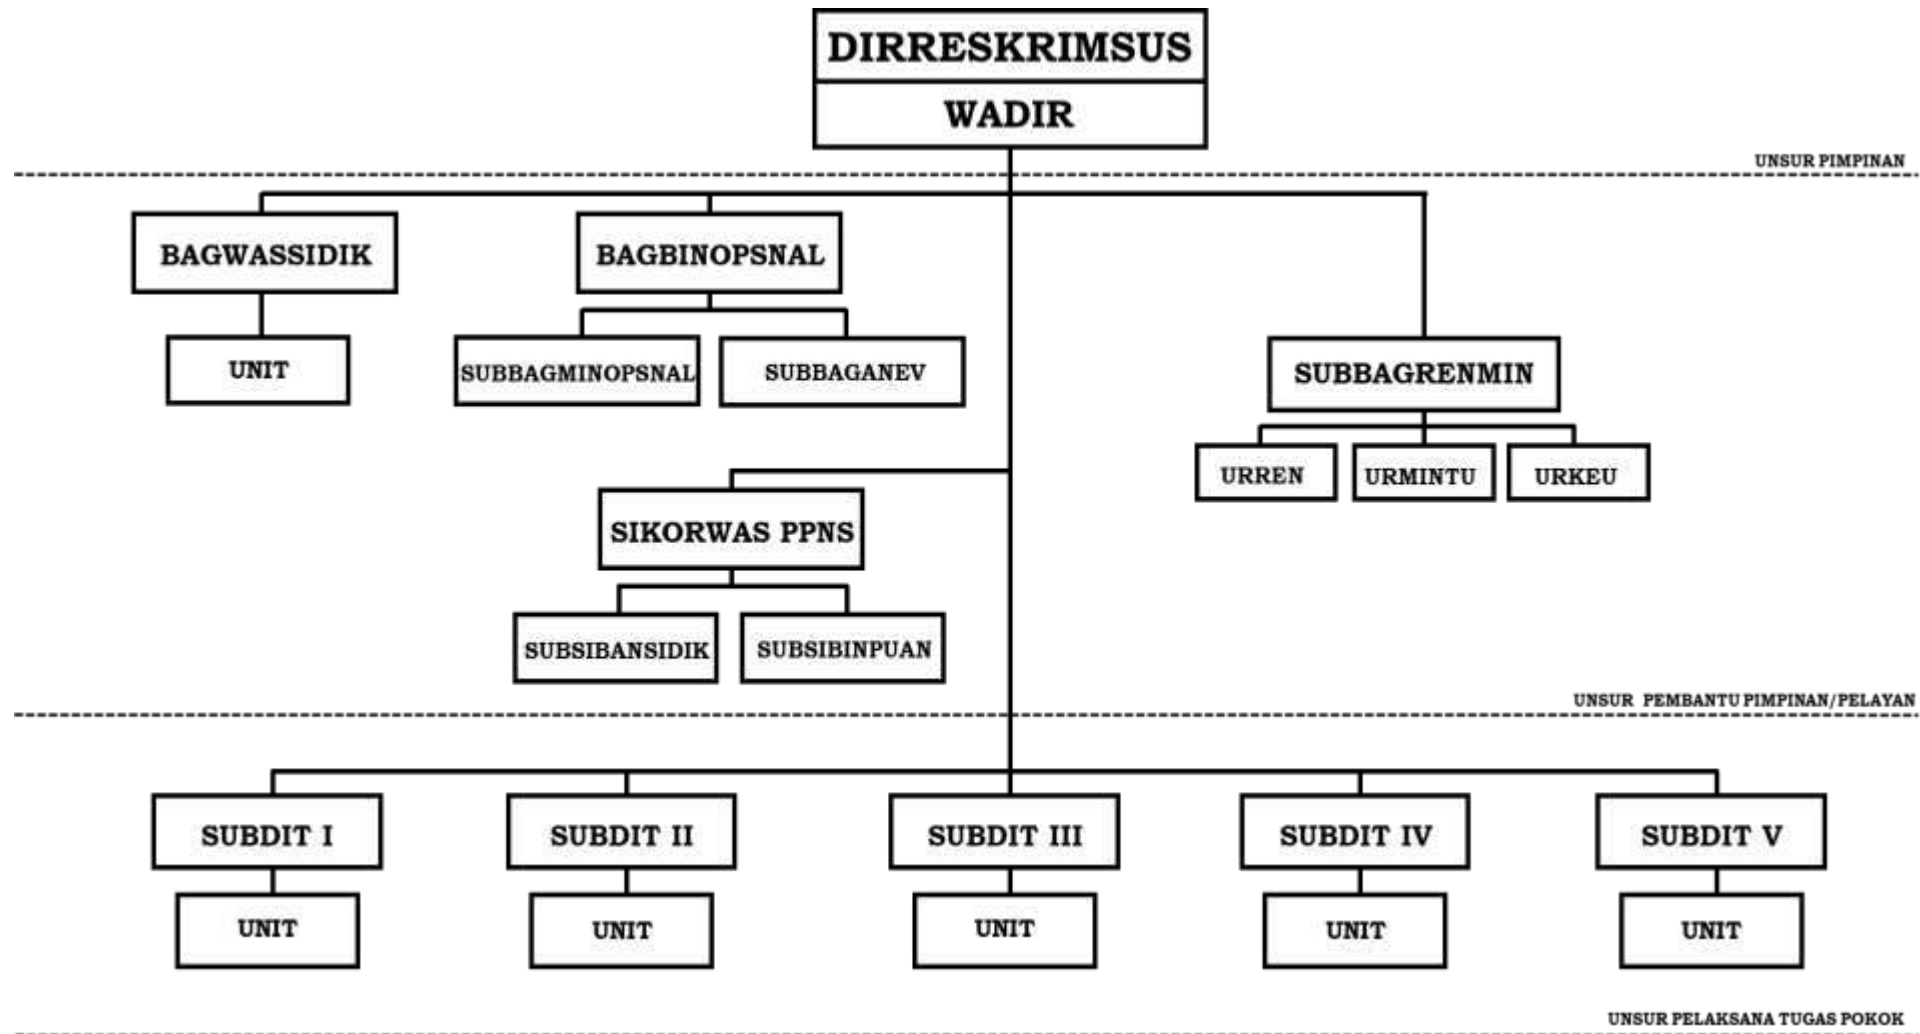 DIRRESKRIMSUS
WADIR
UNSUR PIMPINAN
BAGWASSIDIK
BAGBINOPSNAL
UNIT
SUBBAGMINOPSNAL
SUBBAGANEV
SUBBAGRENMIN
URREN
URMINTU
URKEU
SIKORWAS PPNS
SUBSIBANSIDIK
SUBSIBINPUAN
UNSUR PEMBANTU PIMPINAN/PELAYAN
SUBDIT I
SUBDIT II
SUBDIT III
SUBDIT IV
SUBDIT V
UNIT
UNIT
UNIT
UNIT
UNIT
UNSUR PELAKSANA TUGAS POKOK